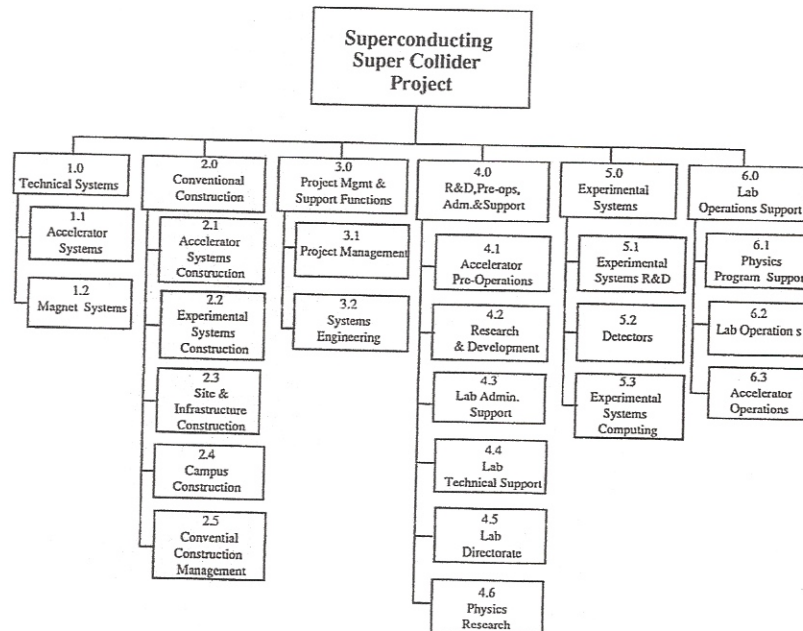 Superconducting
Super Collider
Project
1.0
Technical Systems
1.1
Accelerator
Systems
1.2
Magnet Systems
2.0
Conventional
Construction
2.1
Accelerator
Systems
Construction
2.2
Experimental
Systems
Construction
2.3
Site &
Infrastructure
Construction
2.4
Campus
Construction
2.5
Convential
Construction
Management
3.0
Project Mgmt &
Support Functions
3.1
Project Management
3.2
Systems
Engineering
4.0
R&D,Pre-ops,
Adm.&Support
4.1
Accelerator
Pre-Operations
4.2
Research
& Development
4.3
Lab Admin.
Support
4.4
Lab
Technical Support
4.5
Lab
Directorate
4.6
Physics
Research
5.0
Experimental
Systems
5.1
Experimental
Systems R&D
5.2
Detectors
5.3
Experimental
Systems
Computing
6.0
Lab
Operations Support
6.1
Physics
Program Support
6.2
Lab Operation s
6.3
Accelerator
Operations